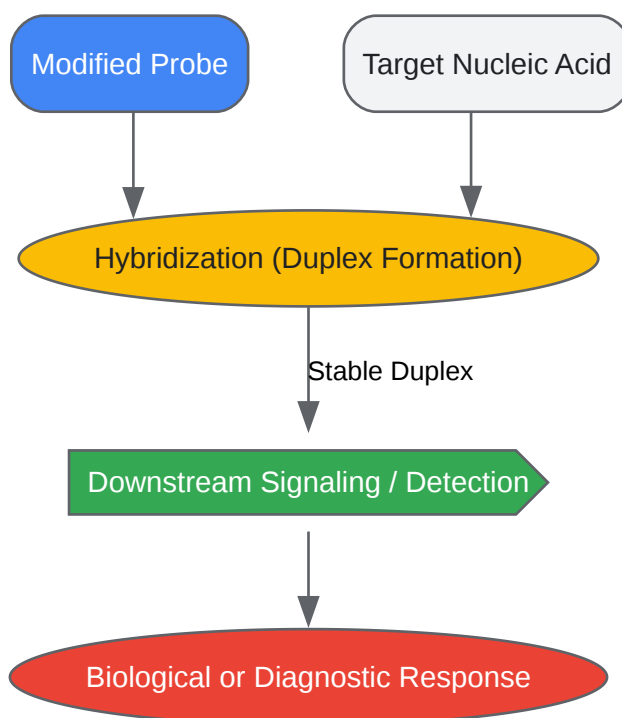 Modified Probe
Target Nucleic Acid
Hybridization (Duplex Formation)
Stable Duplex
Downstream Signaling / Detection
Biological or Diagnostic Response